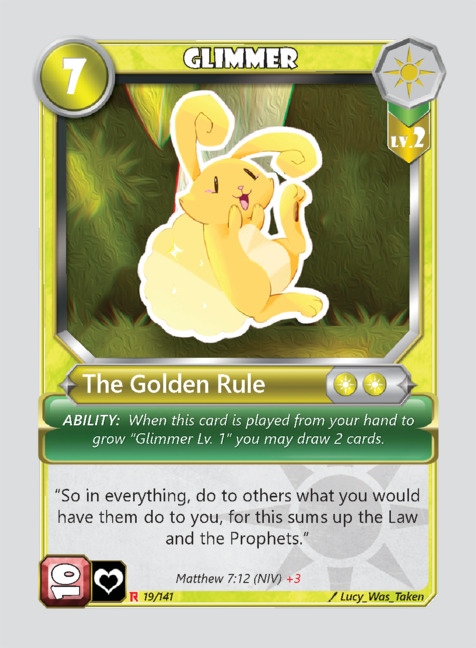 GLIMMER
7
LV.2
The Golden Rule
ABILITY: When this card is played from your hand to
grow "Glimmer Lv. 1" you may draw 2 cards.
"So in everything, do to others what you would
have them do to you, for this sums up the Law
and the Prophets."
Matthew 7:12 (NIV) +3
10
R 19/141
Lucy_Was_Taken